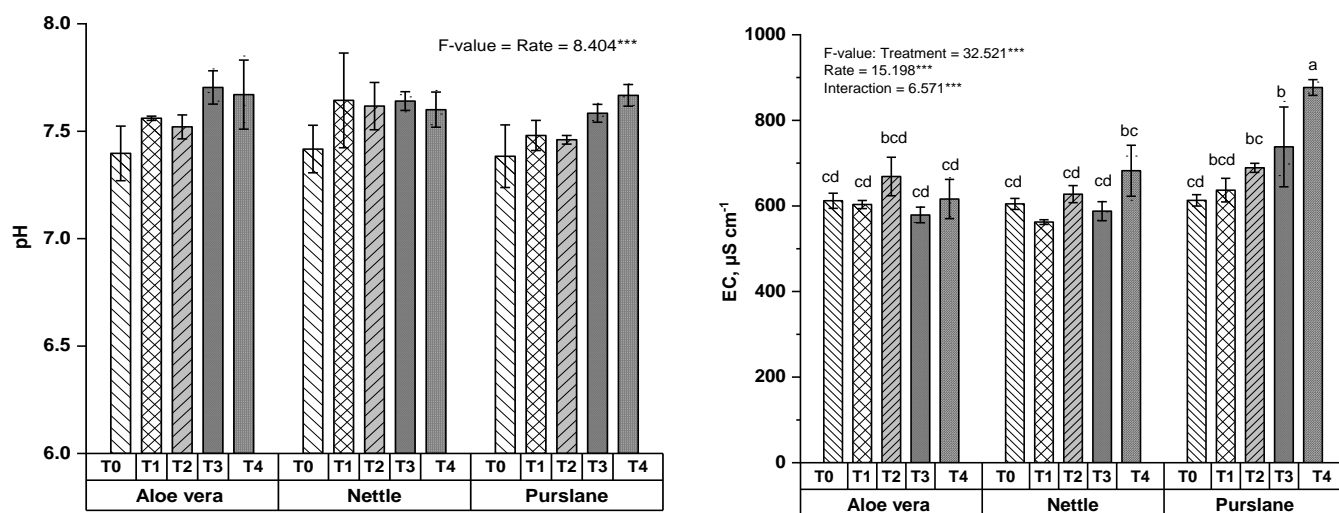 8.0
7.5
7.0
6.5
6.0
pH
F-value = Rate = 8.404***
T0 T1 T2 T3 T4 T0 T1 T2 T3 T4 T0 T1 T2 T3 T4
Aloe vera Nettle Purslane
1000
800
600
400
200
0
EC, µS cm⁻¹
F-value: Treatment = 32.521***
Rate = 15.198***
Interaction = 6.571***
cd cd bcd cd cd cd cd cd bc cd bcd bc b a
T0 T1 T2 T3 T4 T0 T1 T2 T3 T4 T0 T1 T2 T3 T4
Aloe vera Nettle Purslane